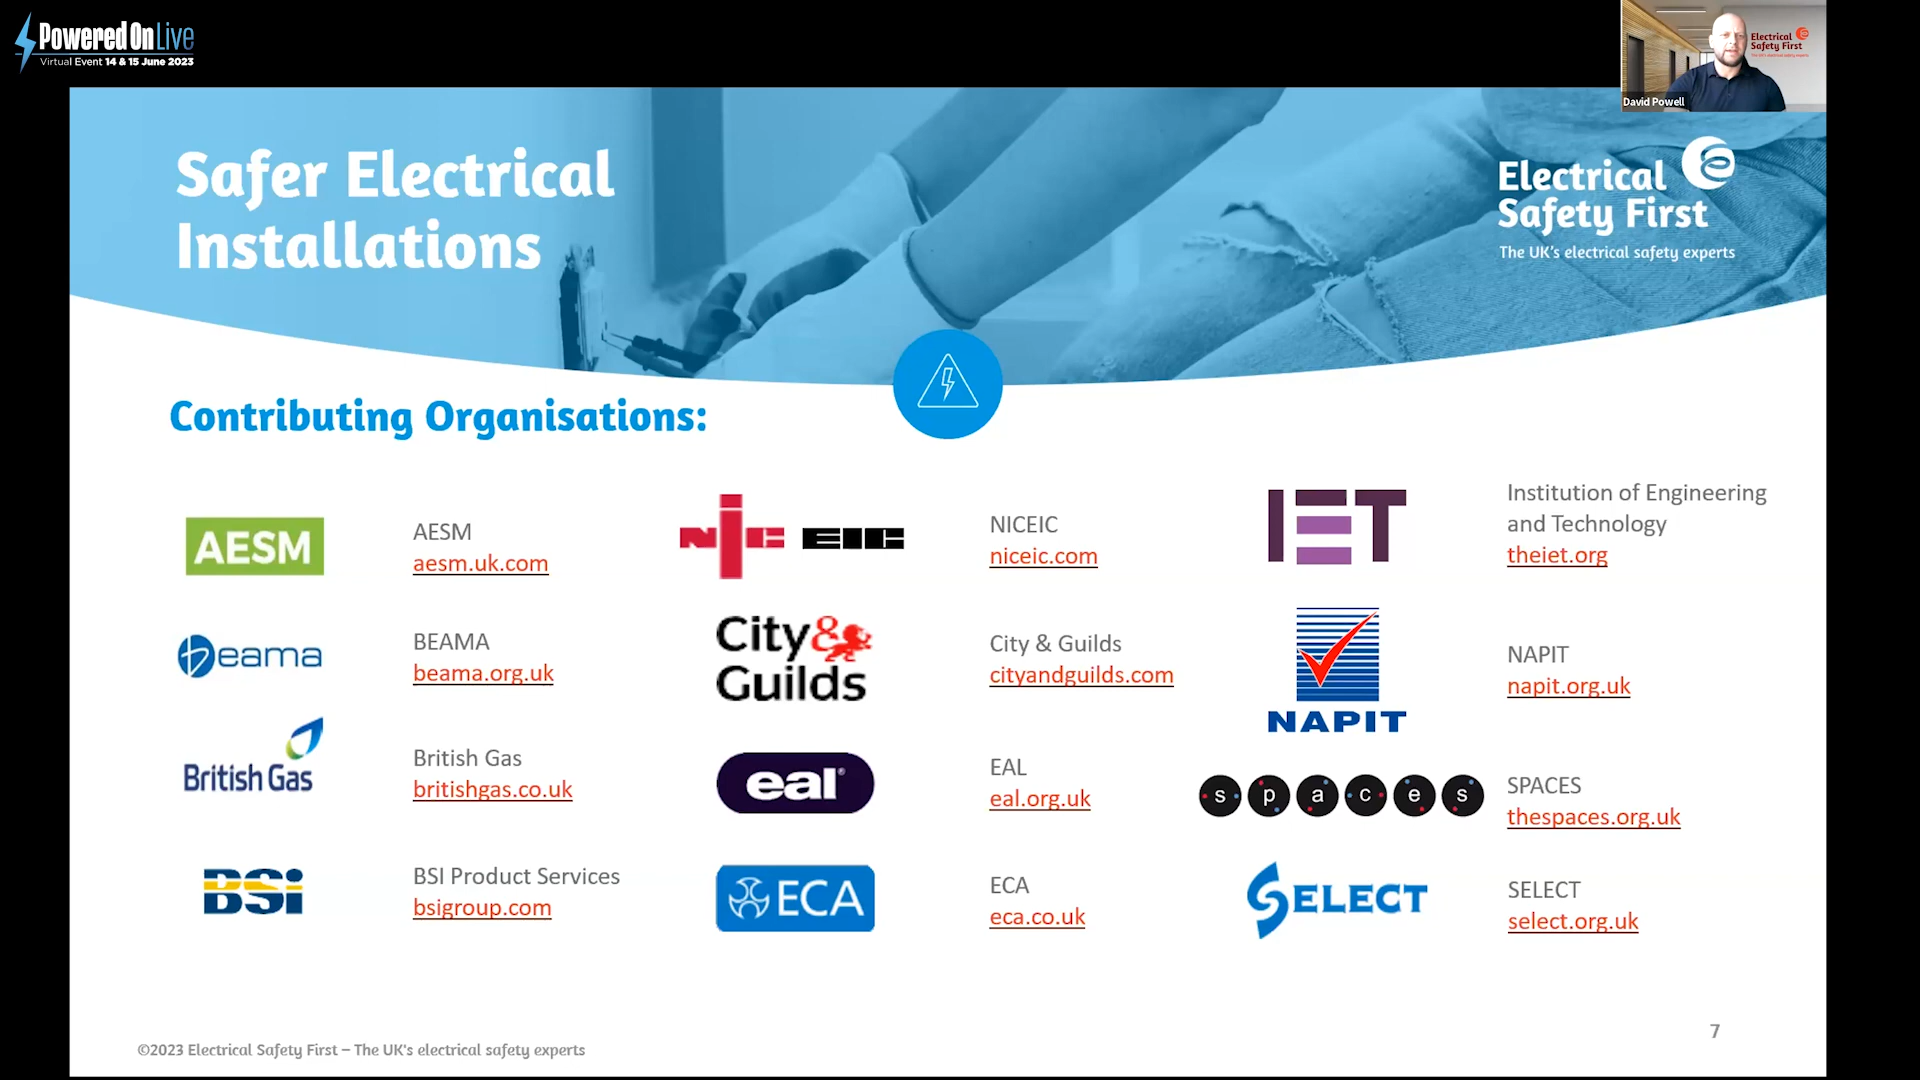 PoweredOnLive
Virtual Event 14 & 15 June 2023
Electrical
Safety First
David Powell
Safer Electrical
Installations
Electrical
Safety First
The UK's electrical safety experts
Contributing Organisations:
AESM
AESM
aesm.uk.com
NIC EIC
NICEIC
niceic.com
IET
Institution of Engineering
and Technology
theiet.org
beama
BEAMA
beama.org.uk
City&
Guilds
City & Guilds
cityandguilds.com
NAPIT
NAPIT
napit.org.uk
British Gas
British Gas
britishgas.co.uk
eal®
EAL
eal.org.uk
spaces
SPACES
thespaces.org.uk
BSi
BSI Product Services
bsigroup.com
ECA
ECA
eca.co.uk
SELECT
SELECT
select.org.uk
©2023 Electrical Safety First – The UK's electrical safety experts
7